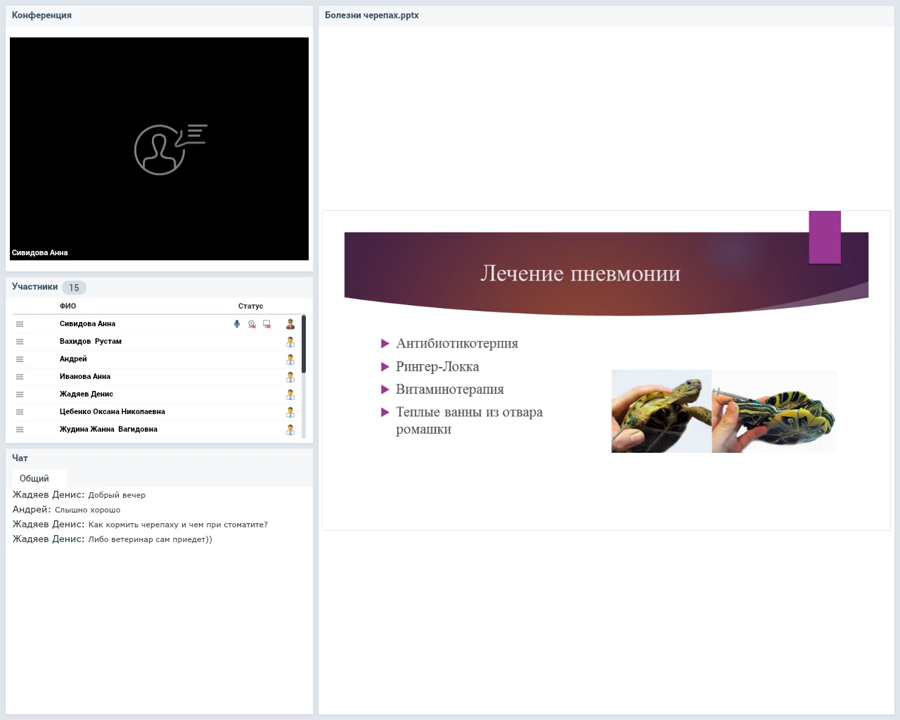 Конференция
Сивидова Анна
Участники 15
ФИО Статус
Сивидова Анна
Вахидов Рустам
Андрей
Иванова Анна
Жадяев Денис
Цебенко Оксана Николаевна
Жудина Жанна Вагидовна
Чат
Общий
Жадяев Денис: Добрый вечер
Андрей: Слышно хорошо
Жадяев Денис: Как кормить черепаху и чем при стоматите?
Жадяев Денис: Либо ветеринар сам приедет))
Болезни черепах.pptx
Лечение пневмонии
Антибиотикотерпия
Рингер-Локка
Витаминотерапия
Теплые ванны из отвара
ромашки